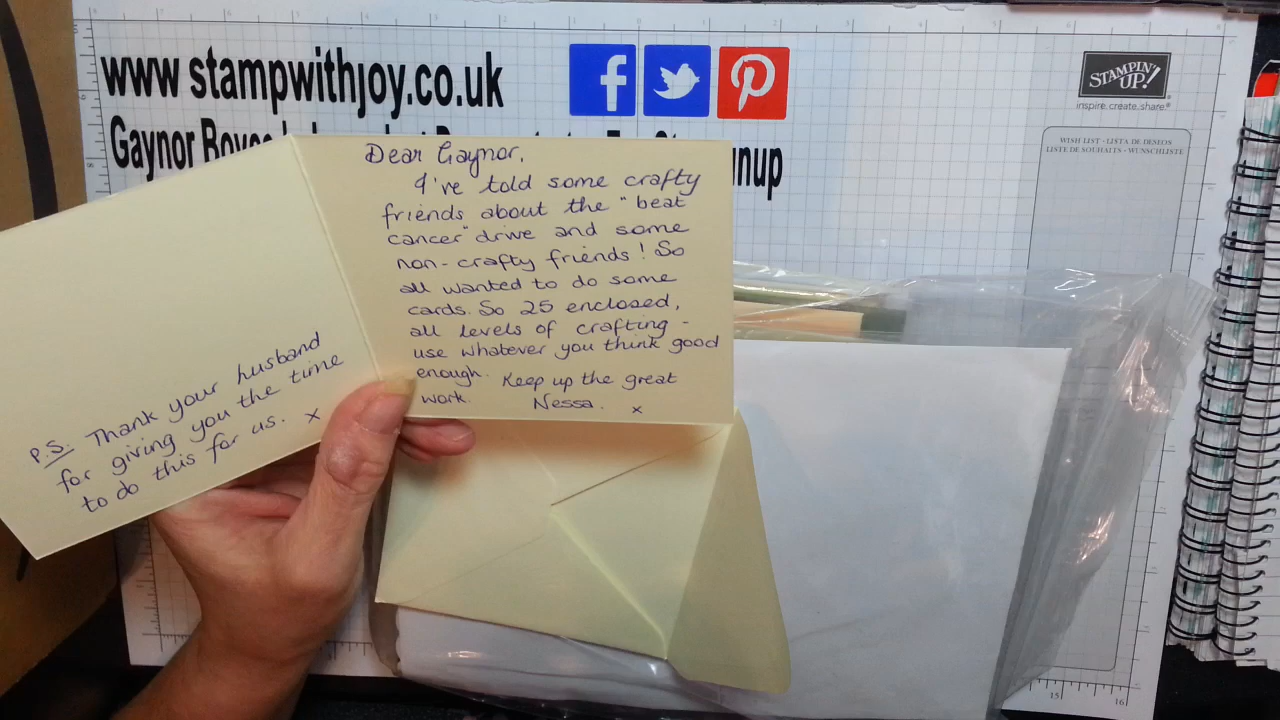 www stampwithjoy.co.uk
Gaynor
nup
STAMPIN' UP!
inspire.create.share.
WISH LIST · LISTA DE DESEOS
LISTE DE SOUHAITS · WUNSCHLISTE
Dear Gaynor,
I've told some crafty
friends about the "beat
cancer" drive and some
non-crafty friends! So
all wanted to do some
cards. So 25 enclosed,
all levels of crafting -
use whatever you think good
enough. Keep up the great
work. Nessa. x
P.S. Thank your husband
for giving you the time
to do this for us. x
15
16